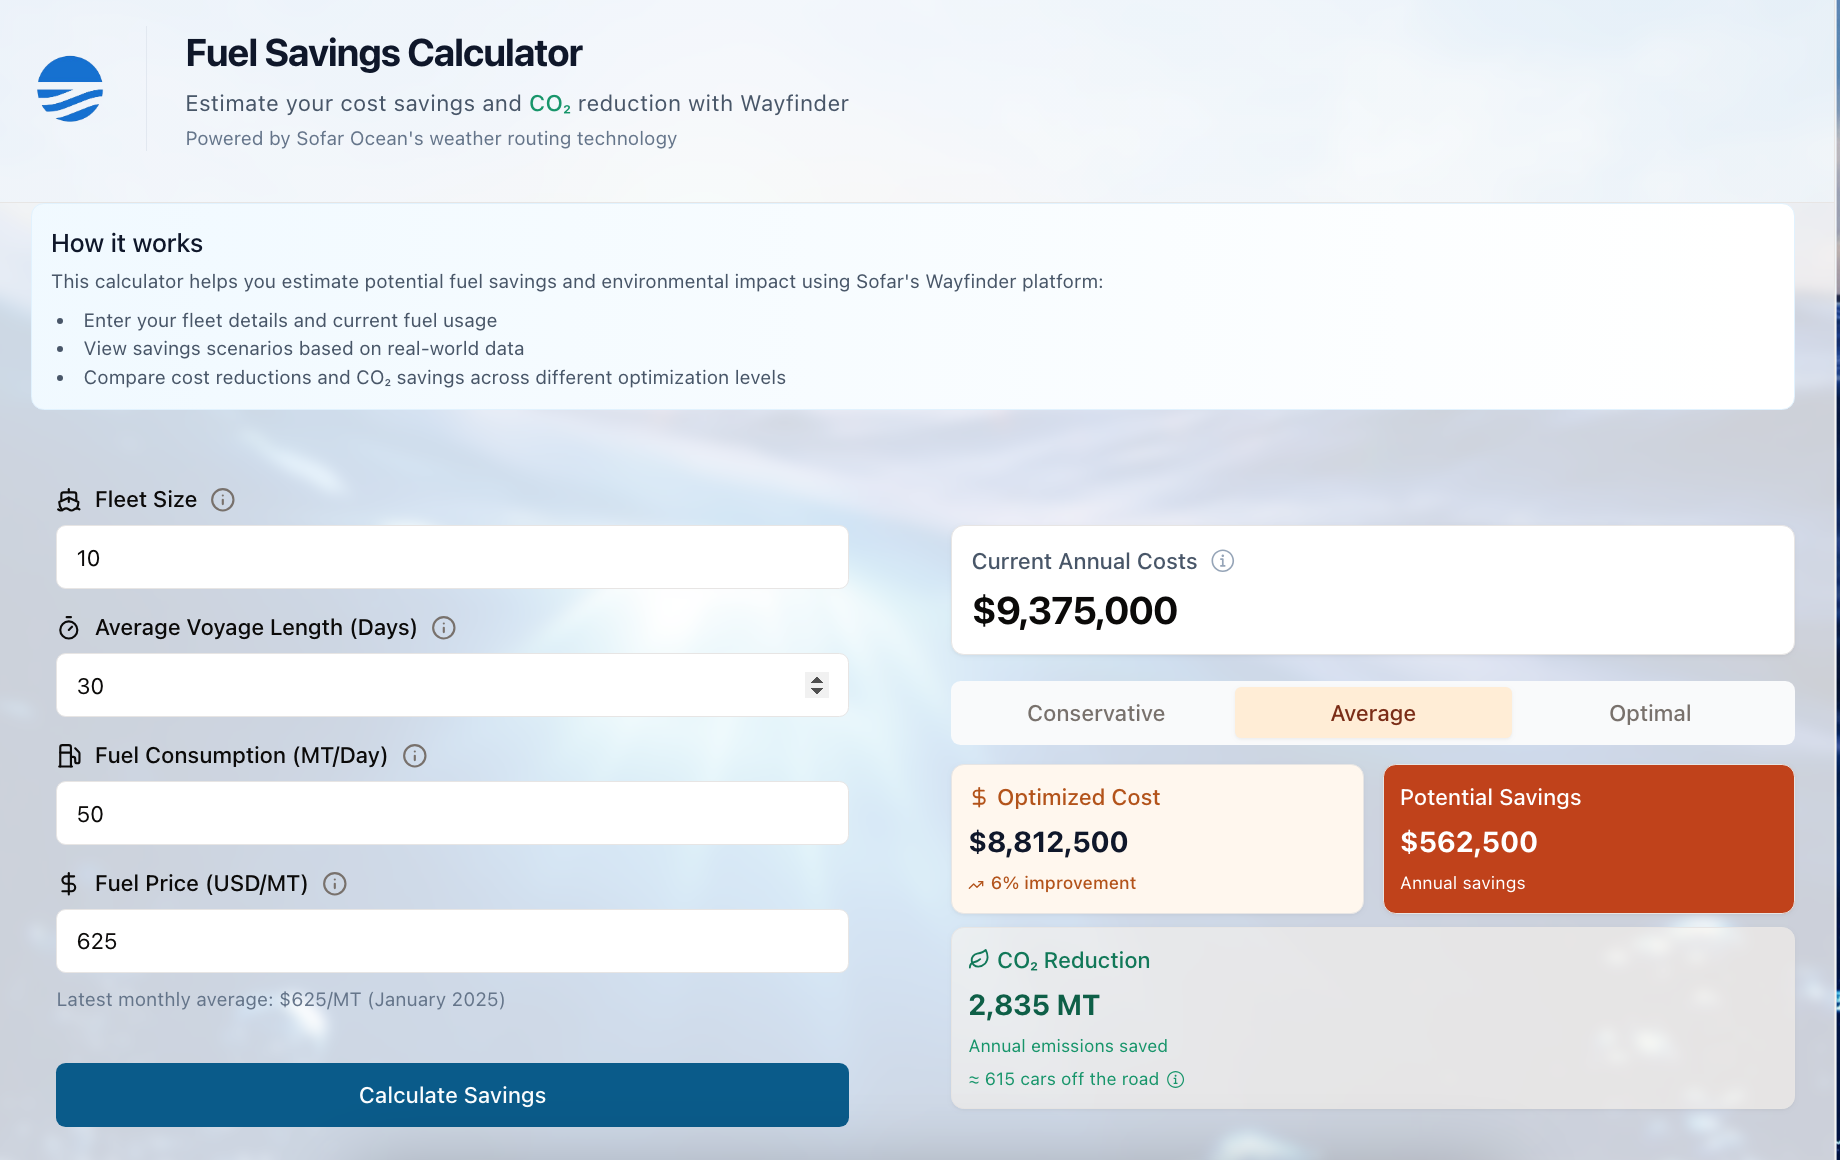 Fuel Savings Calculator
Estimate your cost savings and CO₂ reduction with Wayfinder
Powered by Sofar Ocean's weather routing technology
How it works
This calculator helps you estimate potential fuel savings and environmental impact using Sofar's Wayfinder platform:
• Enter your fleet details and current fuel usage
• View savings scenarios based on real-world data
• Compare cost reductions and CO₂ savings across different optimization levels
Fleet Size
10
Average Voyage Length (Days)
30
Fuel Consumption (MT/Day)
50
$ Fuel Price (USD/MT)
625
Latest monthly average: $625/MT (January 2025)
Calculate Savings
Current Annual Costs
$9,375,000
Conservative Average Optimal
$ Optimized Cost
$8,812,500
6% improvement
Potential Savings
$562,500
Annual savings
CO₂ Reduction
2,835 MT
Annual emissions saved
≈ 615 cars off the road